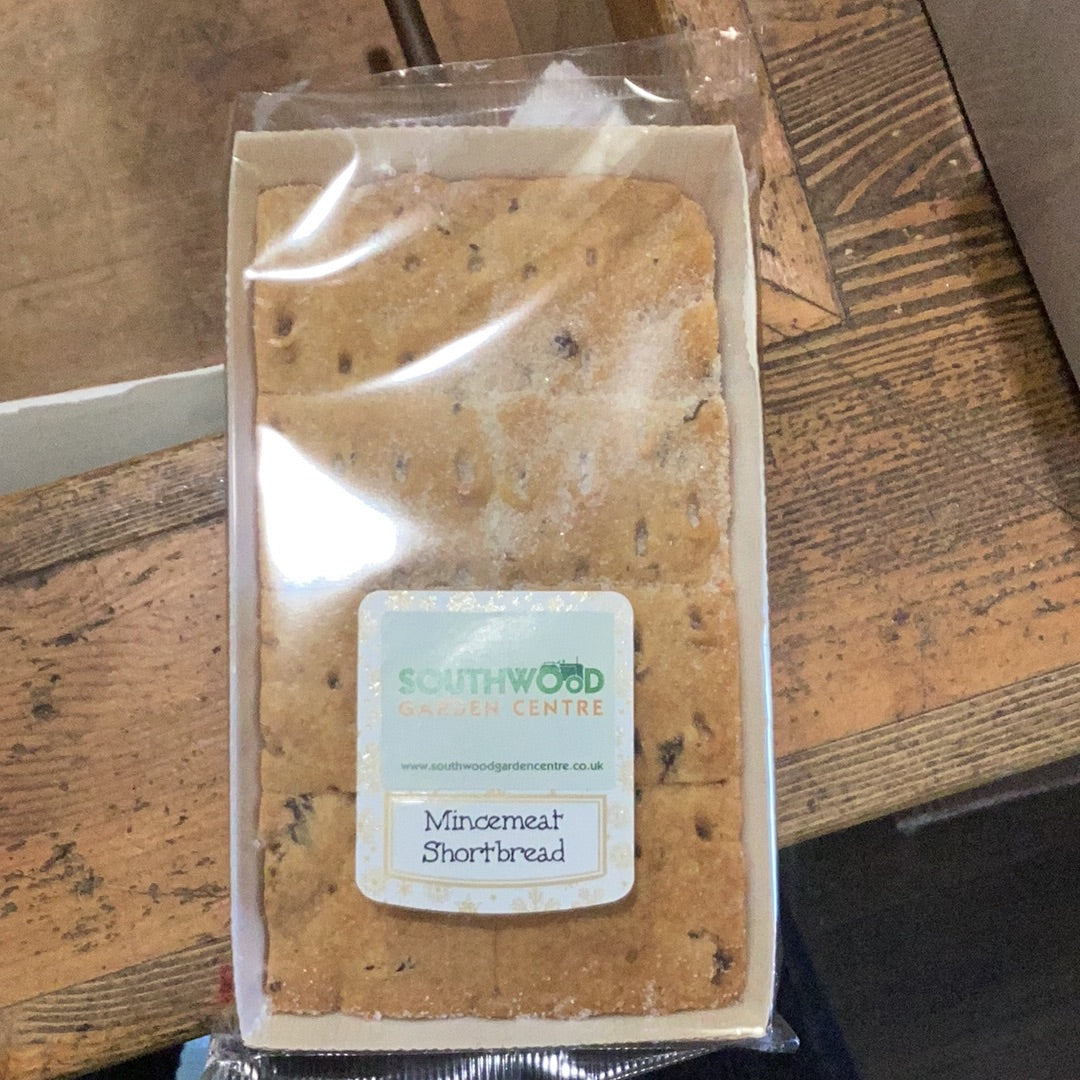 SOUTHWOOD
GARDEN CENTRE
www.southwoodgardencentre.co.uk
Mincemeat
Shortbread